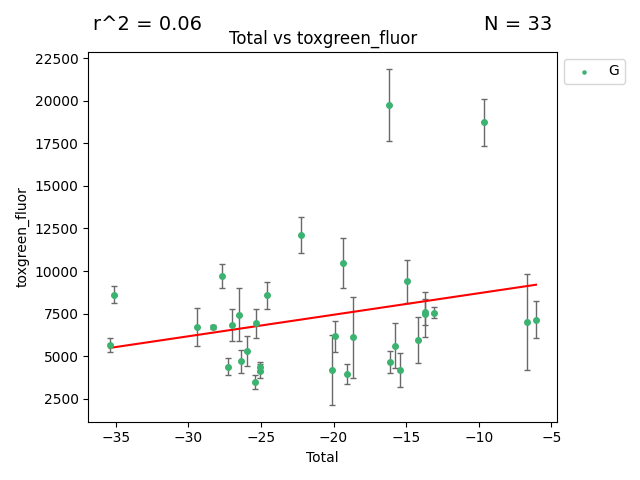 r^2 = 0.06
N = 33
Total vs toxgreen_fluor
G
22500
20000
17500
15000
12500
10000
7500
5000
2500
toxgreen_fluor
−35
−30
−25
−20
−15
−10
−5
Total